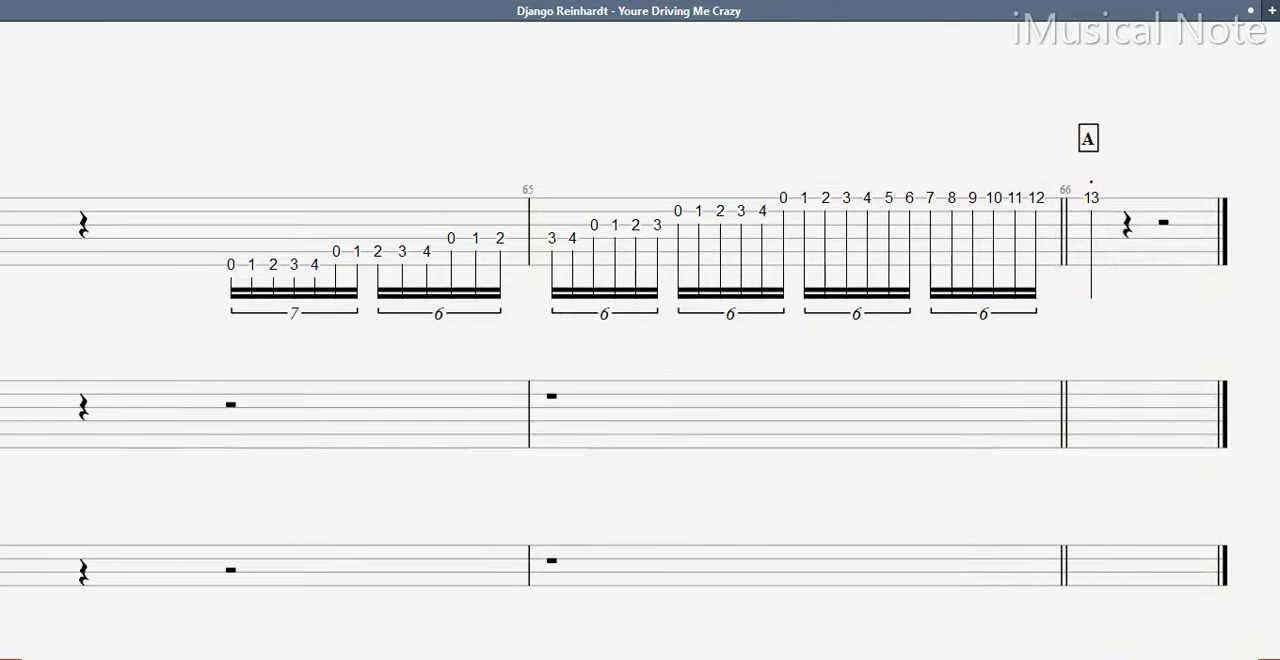 Django Reinhardt - Youre Driving Me Crazy
+
iMusical Note
A
65
66
0 1 2 3 4 5 6 7 8 9 10 11 12 13
0 1 2 3 4
0 1 2 3
0 1 2 3 4
0 1 2 3 4
0 1 2 3 4
7 6 6 6 6 6